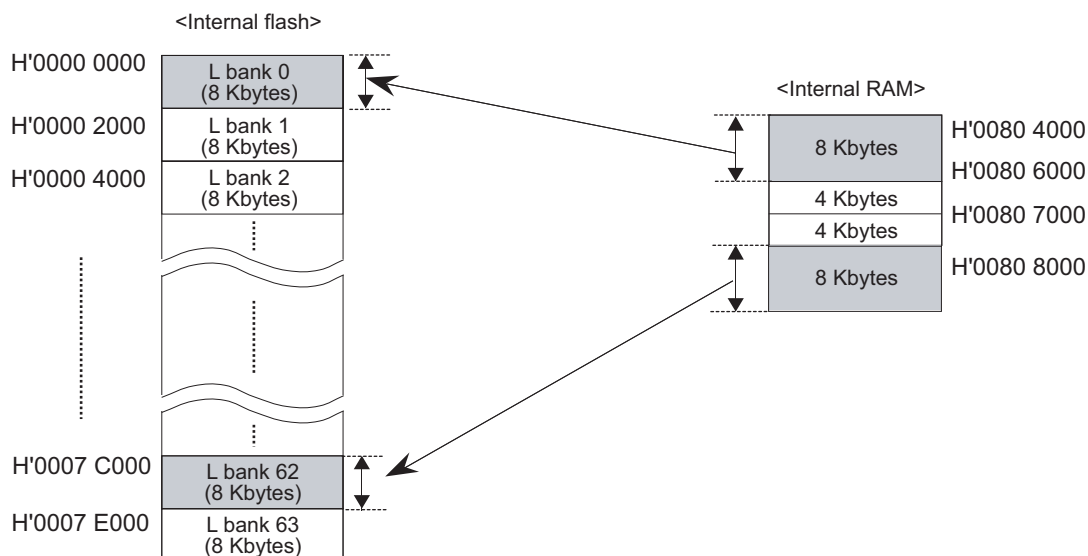 <Internal flash>
H'0000 0000
L bank 0
(8 Kbytes)
H'0000 2000
L bank 1
(8 Kbytes)
H'0000 4000
L bank 2
(8 Kbytes)
H'0007 C000
L bank 62
(8 Kbytes)
H'0007 E000
L bank 63
(8 Kbytes)
<Internal RAM>
8 Kbytes
H'0080 4000
H'0080 6000
4 Kbytes
H'0080 7000
4 Kbytes
H'0080 8000
8 Kbytes